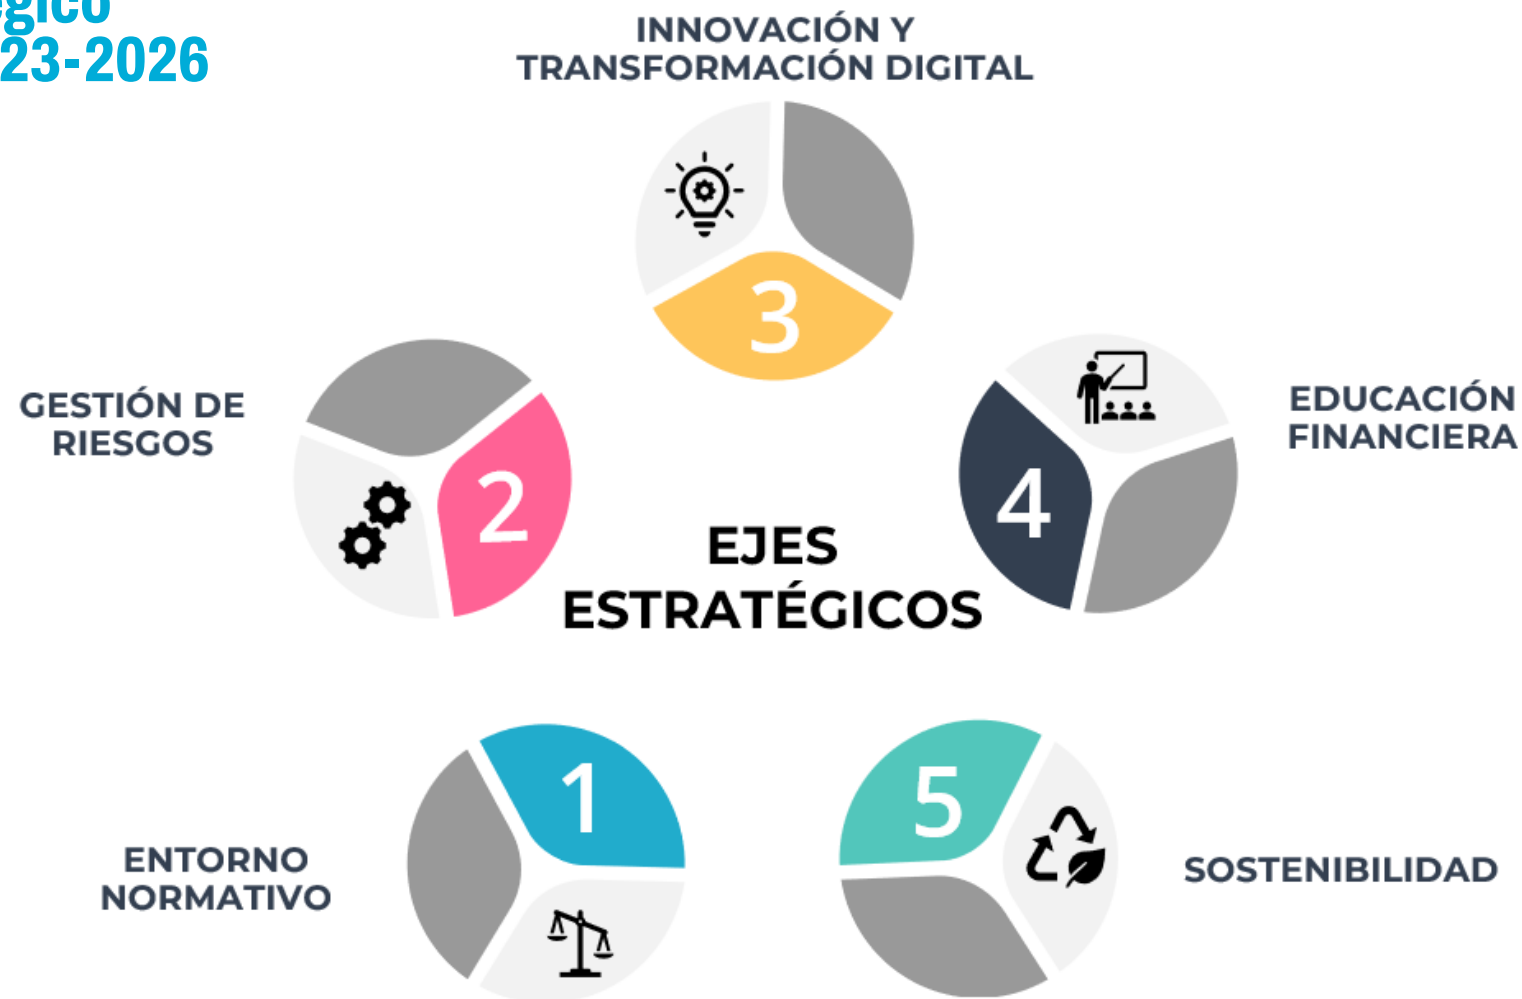 23-2026
INNOVACIÓN Y
TRANSFORMACIÓN DIGITAL
3
GESTIÓN DE
RIESGOS
2
EDUCACIÓN
FINANCIERA
4
EJES
ESTRATÉGICOS
1
ENTORNO
NORMATIVO
5
SOSTENIBILIDAD